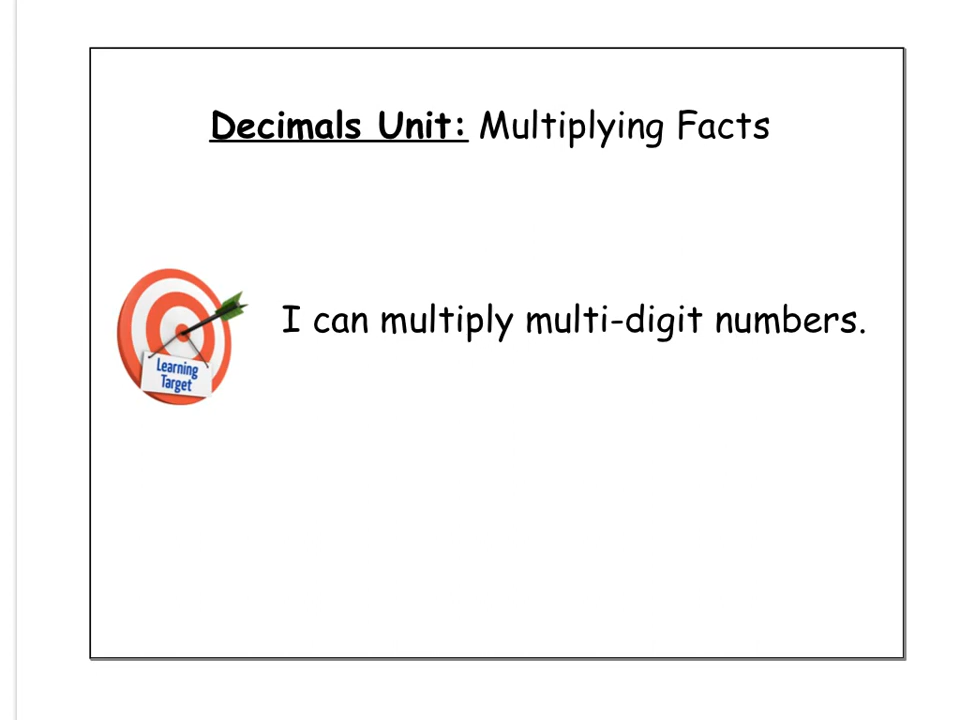 Decimals Unit: Multiplying Facts
I can multiply multi-digit numbers.
Learning
Target